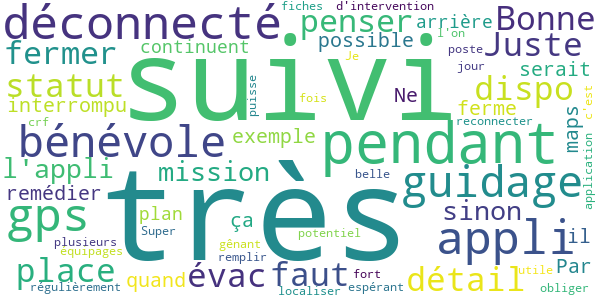 fiches d'intervention
déconnecté penser arrière Bonne
continuent possible l'on Juste
fermer suivi Je poste
statut jour serait
interrompu puisse fois Ne dispo c'est
crf ferme
bénévole exemple pendant reconnecter maps
l'appli mission belle guidage application
remédier très
gps plan ça sinon
Super potentiel appli il
plusieurs gênant
équipages remplir
place quand évac faut fort détail Par utile
régulièrement localiser espérant obliger